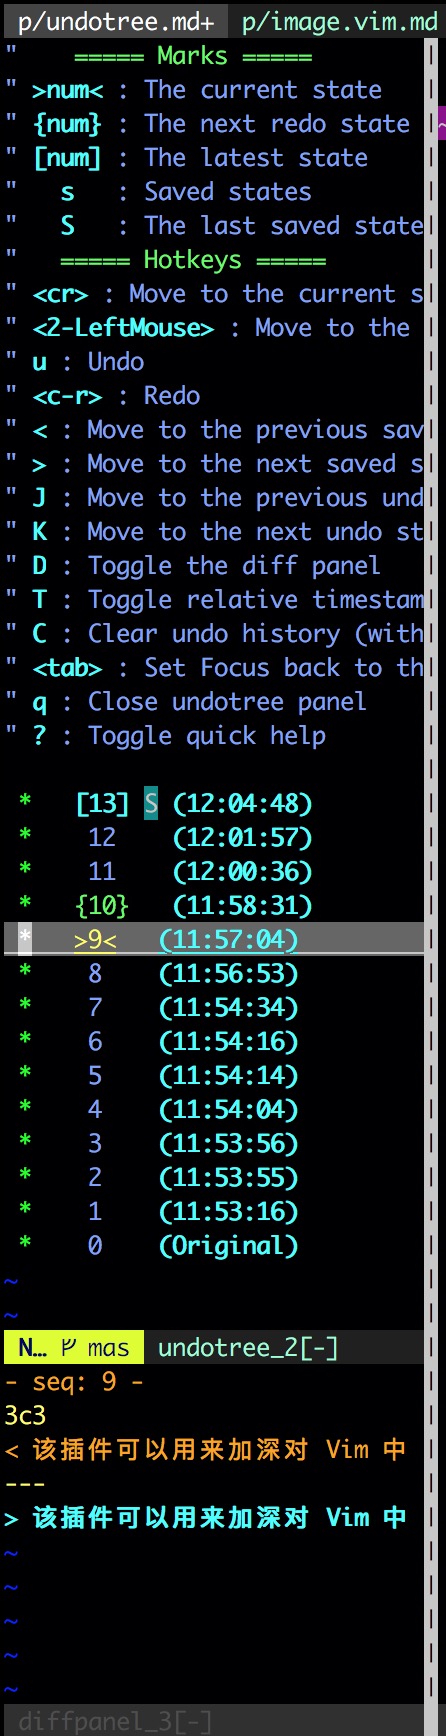 p/undotree.md+ p/image.vim.md
" ===== Marks =====
" >num< : The current state
" {num} : The next redo state
" [num] : The latest state
"   s   : Saved states
"   S   : The last saved state
"   ===== Hotkeys =====
" <cr> : Move to the current s
" <2-LeftMouse> : Move to the
" u : Undo
" <c-r> : Redo
" < : Move to the previous sav
" > : Move to the next saved s
" J : Move to the previous und
" K : Move to the next undo st
" D : Toggle the diff panel
" T : Toggle relative timestam
" C : Clear undo history (with
" <tab> : Set Focus back to th
" q : Close undotree panel
" ? : Toggle quick help
~
* [13] S (12:04:48)
* 12 (12:01:57)
* 11 (12:00:36)
* {10} (11:58:31)
* >9< (11:57:04)
* 8 (11:56:53)
* 7 (11:54:34)
* 6 (11:54:16)
* 5 (11:54:14)
* 4 (11:54:04)
* 3 (11:53:56)
* 2 (11:53:55)
* 1 (11:53:16)
* 0 (Original)
~
~
N… mas undotree_2[-]
- seq: 9 -
3c3
< 该插件可以用来加深对 Vim 中
---
> 该插件可以用来加深对 Vim 中
~
~
~
~
~
diffpanel_3[-]